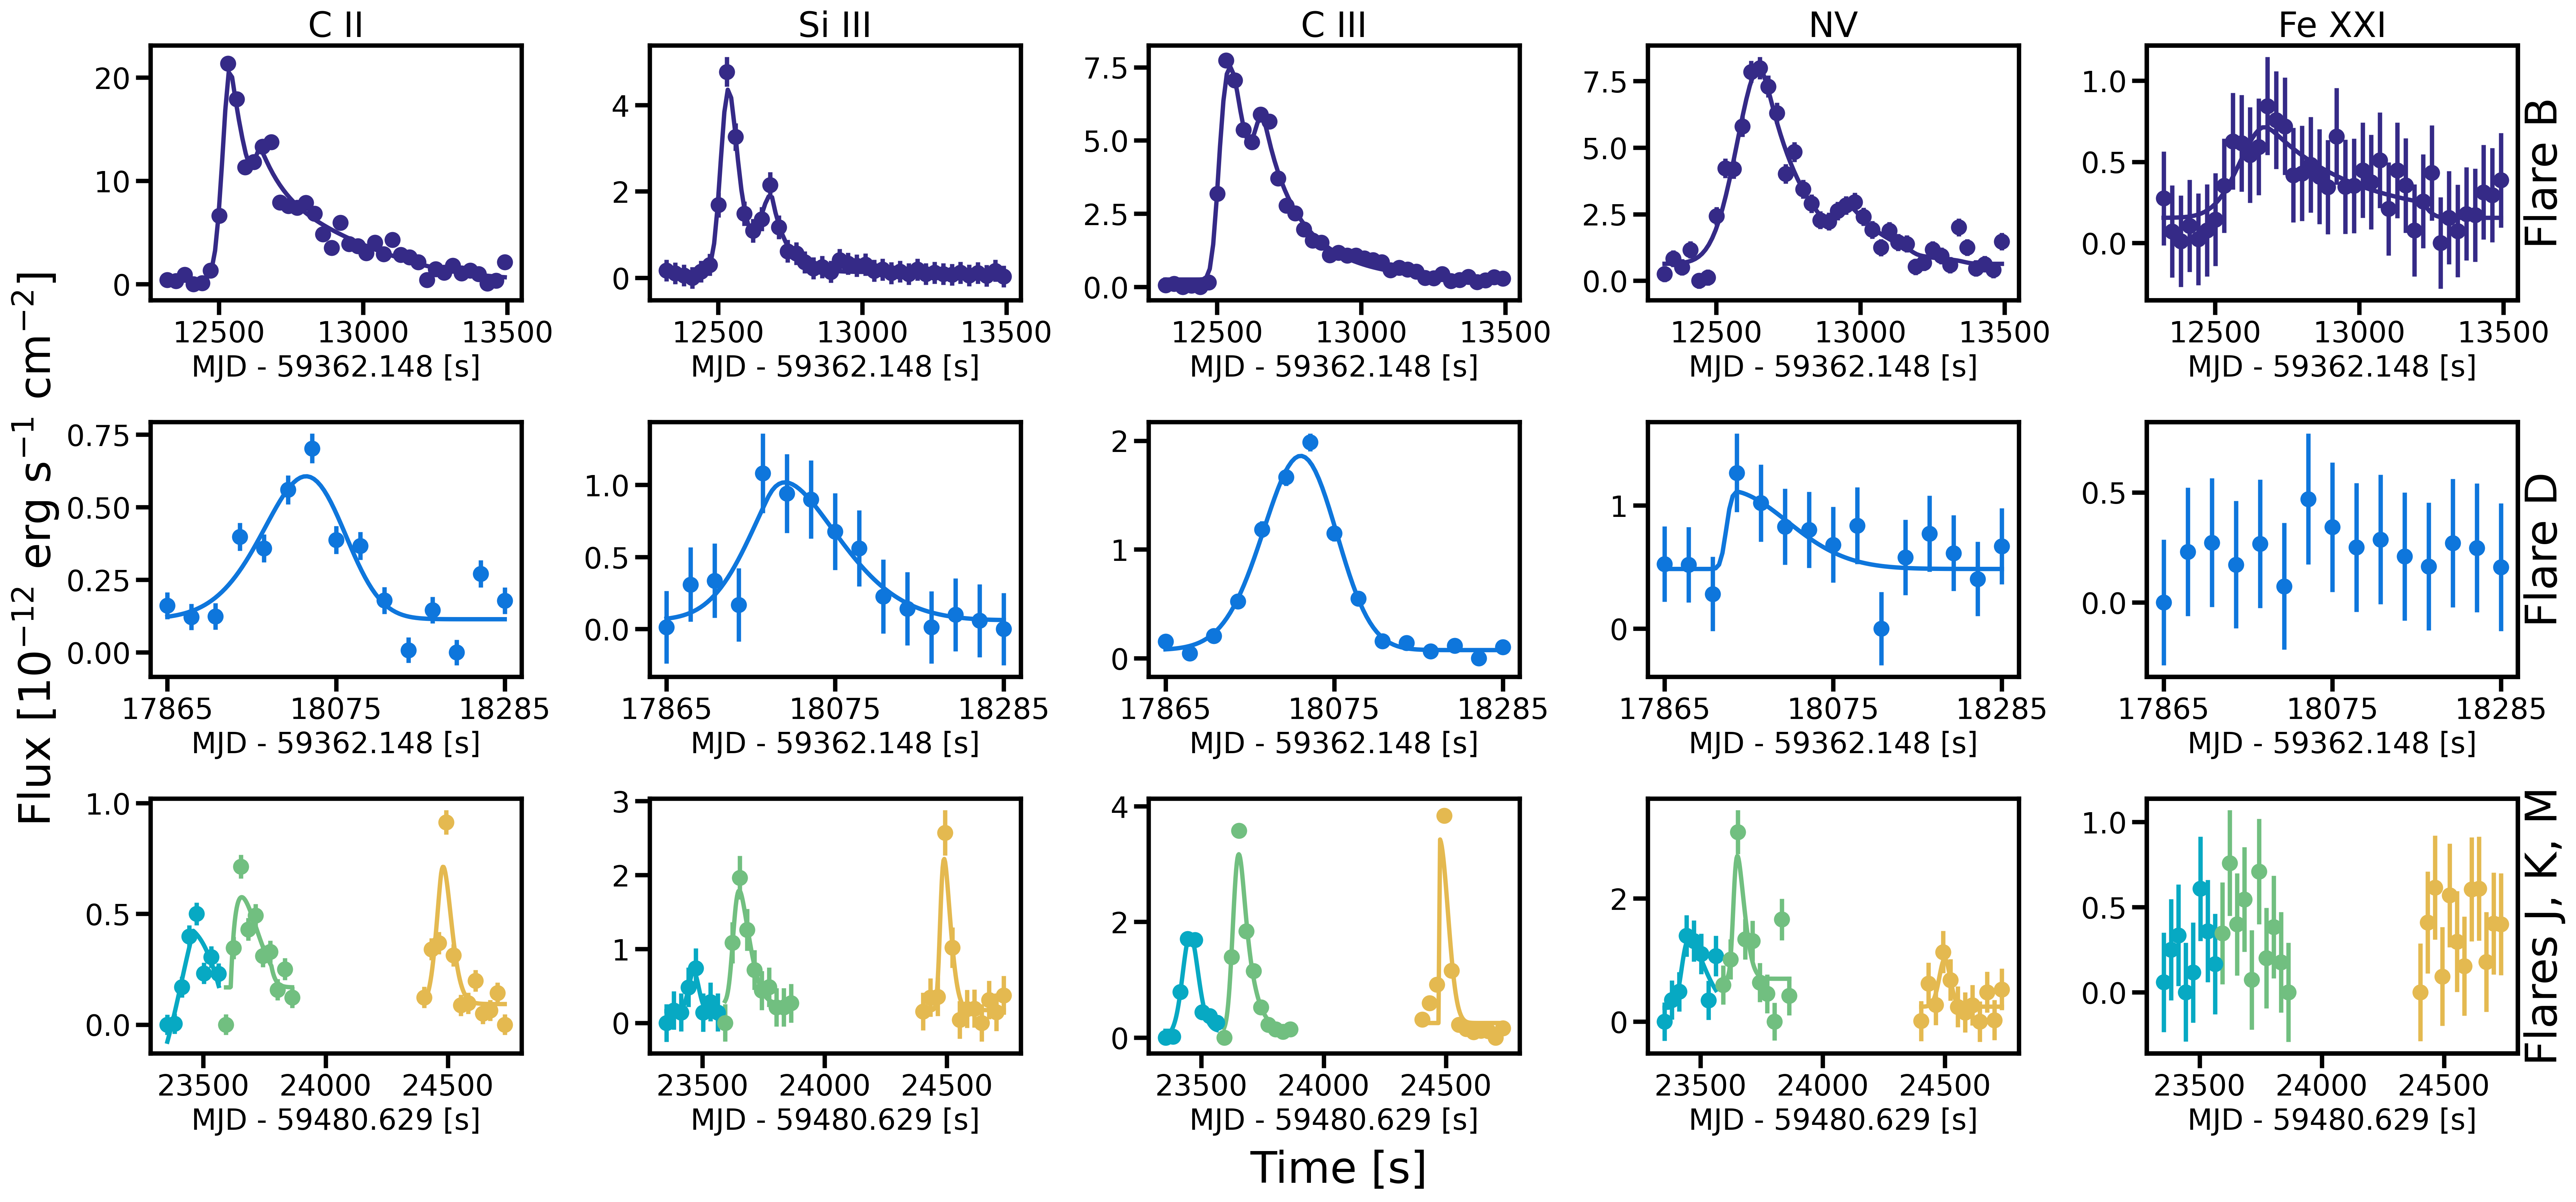 C II
Si III
C III
NV
Fe XXI
20
10
0
4
2
0
7.5
5.0
2.5
0.0
7.5
5.0
2.5
0.0
1.0
0.5
0.0
Flare B
12500 13000 13500
12500 13000 13500
12500 13000 13500
12500 13000 13500
12500 13000 13500
MJD - 59362.148 [s]
MJD - 59362.148 [s]
MJD - 59362.148 [s]
MJD - 59362.148 [s]
MJD - 59362.148 [s]
Flux [10⁻¹² erg s⁻¹ cm⁻²]
0.75
0.50
0.25
0.00
1.0
0.5
0.0
2
1
0
1
0
0.5
0.0
Flare D
17865 18075 18285
17865 18075 18285
17865 18075 18285
17865 18075 18285
17865 18075 18285
MJD - 59362.148 [s]
MJD - 59362.148 [s]
MJD - 59362.148 [s]
MJD - 59362.148 [s]
MJD - 59362.148 [s]
1.0
0.5
0.0
3
2
1
0
4
2
0
2
0
1.0
0.5
0.0
Flares J, K, M
23500 24000 24500
23500 24000 24500
23500 24000 24500
23500 24000 24500
23500 24000 24500
MJD - 59480.629 [s]
MJD - 59480.629 [s]
MJD - 59480.629 [s]
MJD - 59480.629 [s]
MJD - 59480.629 [s]
Time [s]